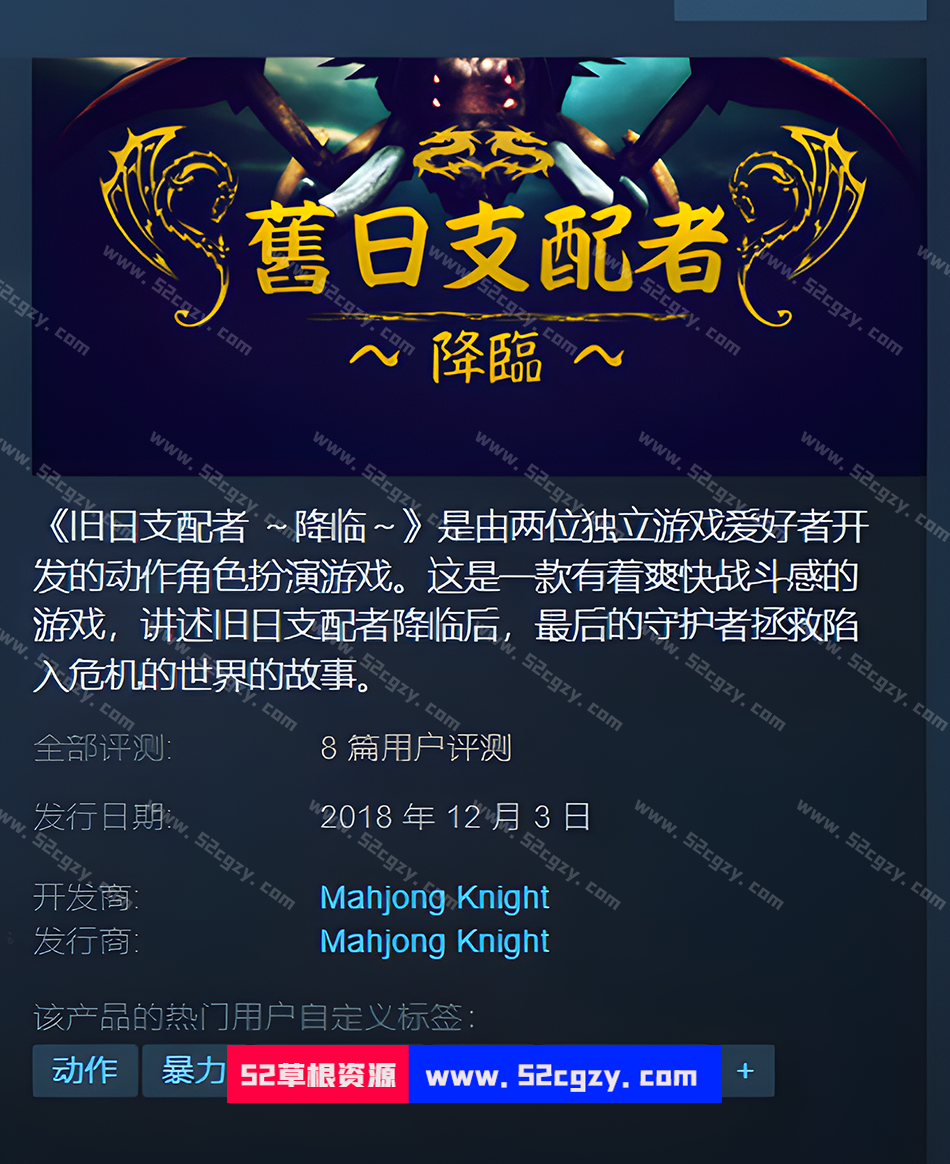 舊日支配者
～ 降臨 ～
《旧日支配者 ～降临～》是由两位独立游戏爱好者开
发的动作角色扮演游戏。这是一款有着爽快战斗感的
游戏，讲述旧日支配者降临后，最后的守护者拯救陷
入危机的世界的故事。
全部评测: 8 篇用户评测
发行日期: 2018 年 12 月 3 日
开发商: Mahjong Knight
发行商: Mahjong Knight
该产品的热门用户自定义标签:
动作 暴力 52草根资源 www.52cgzy.com +